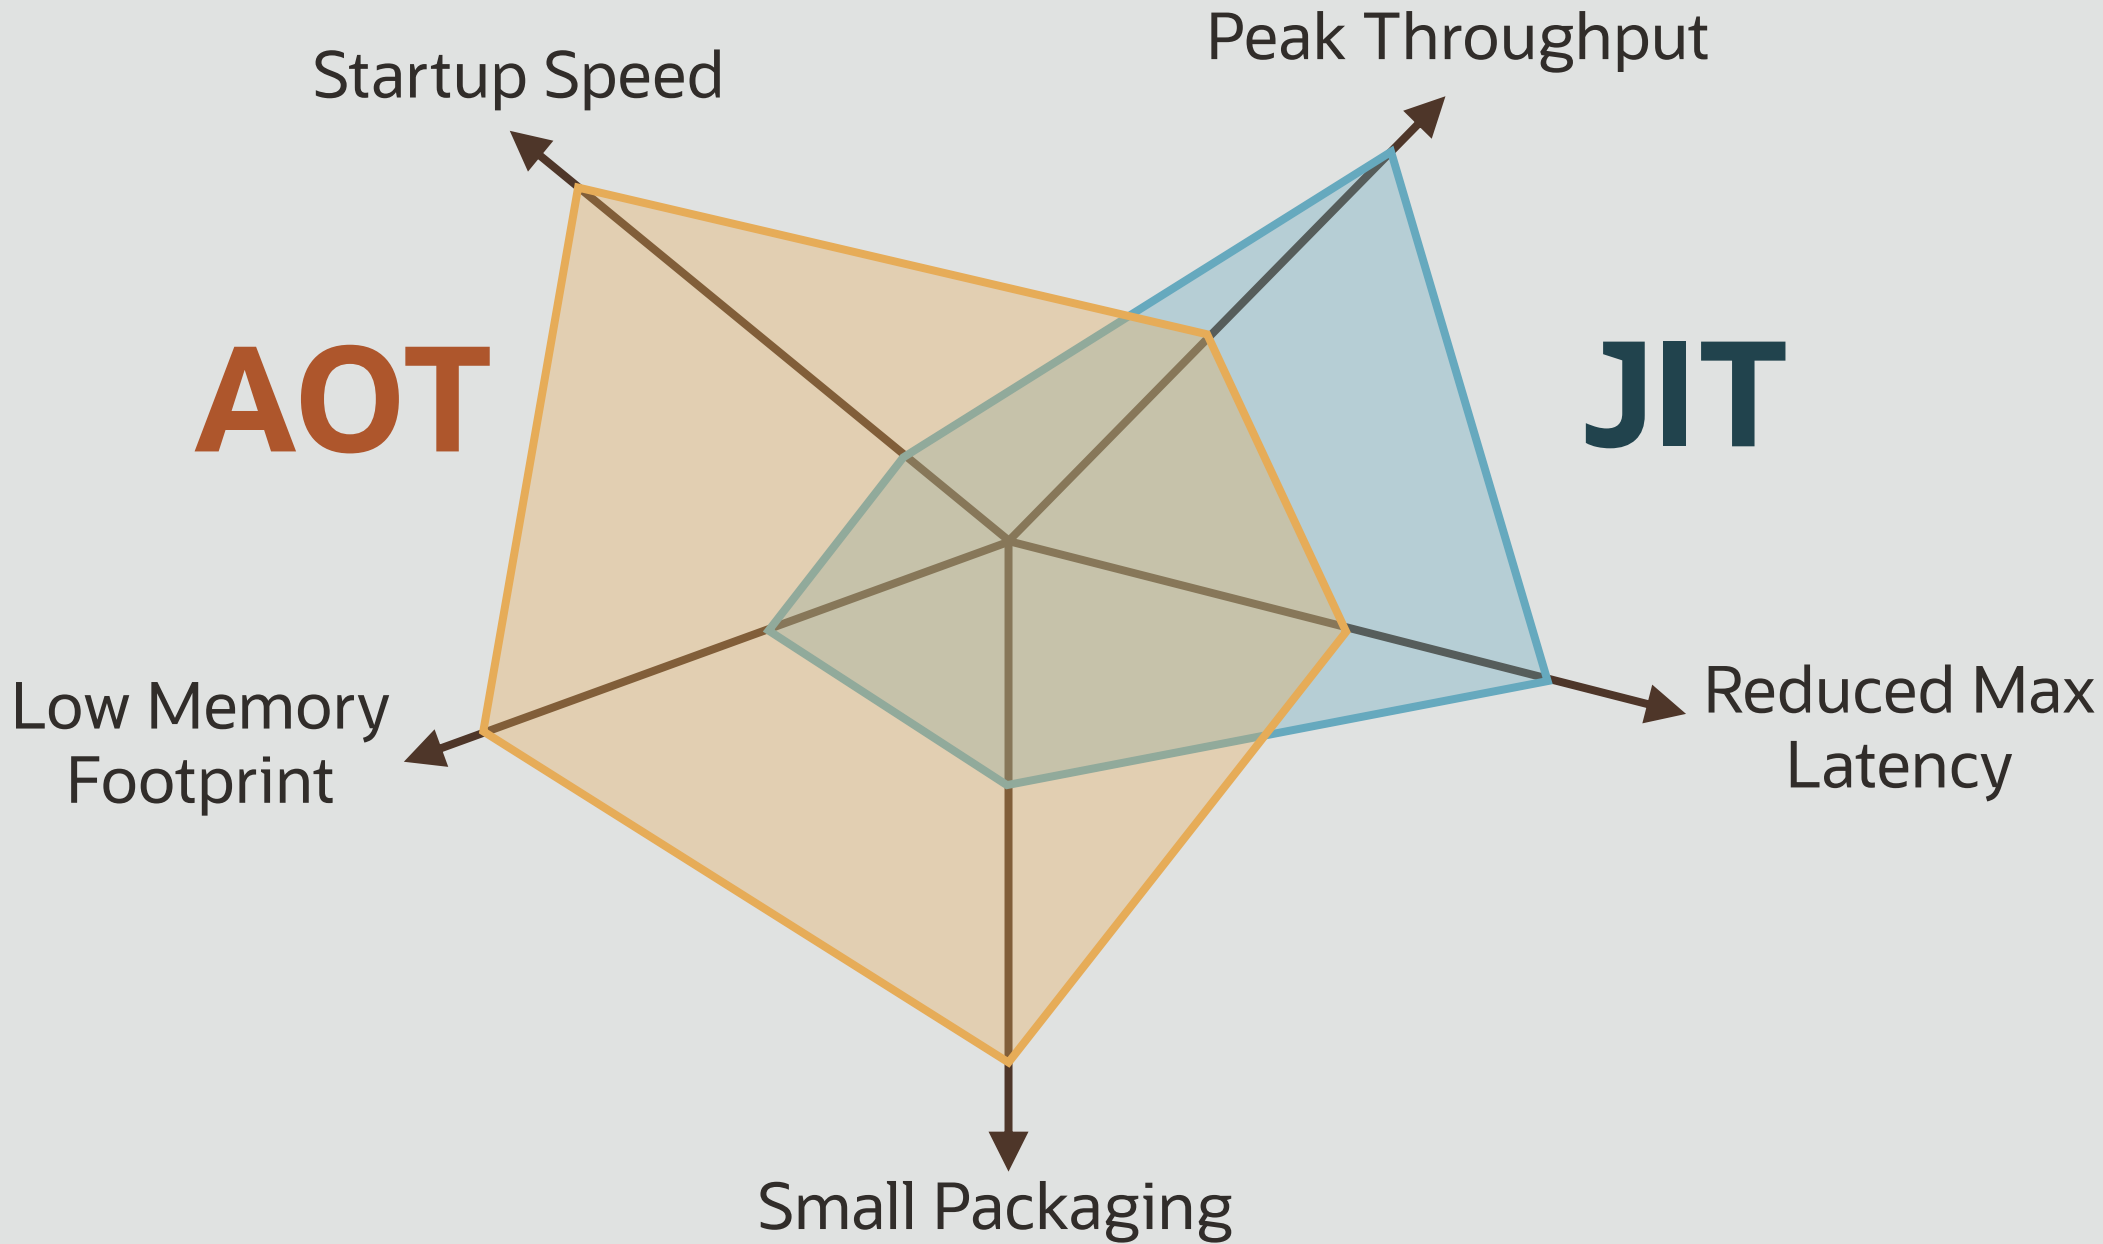 Peak Throughput
Startup Speed
AOT
JIT
Low Memory
Footprint
Reduced Max
Latency
Small Packaging